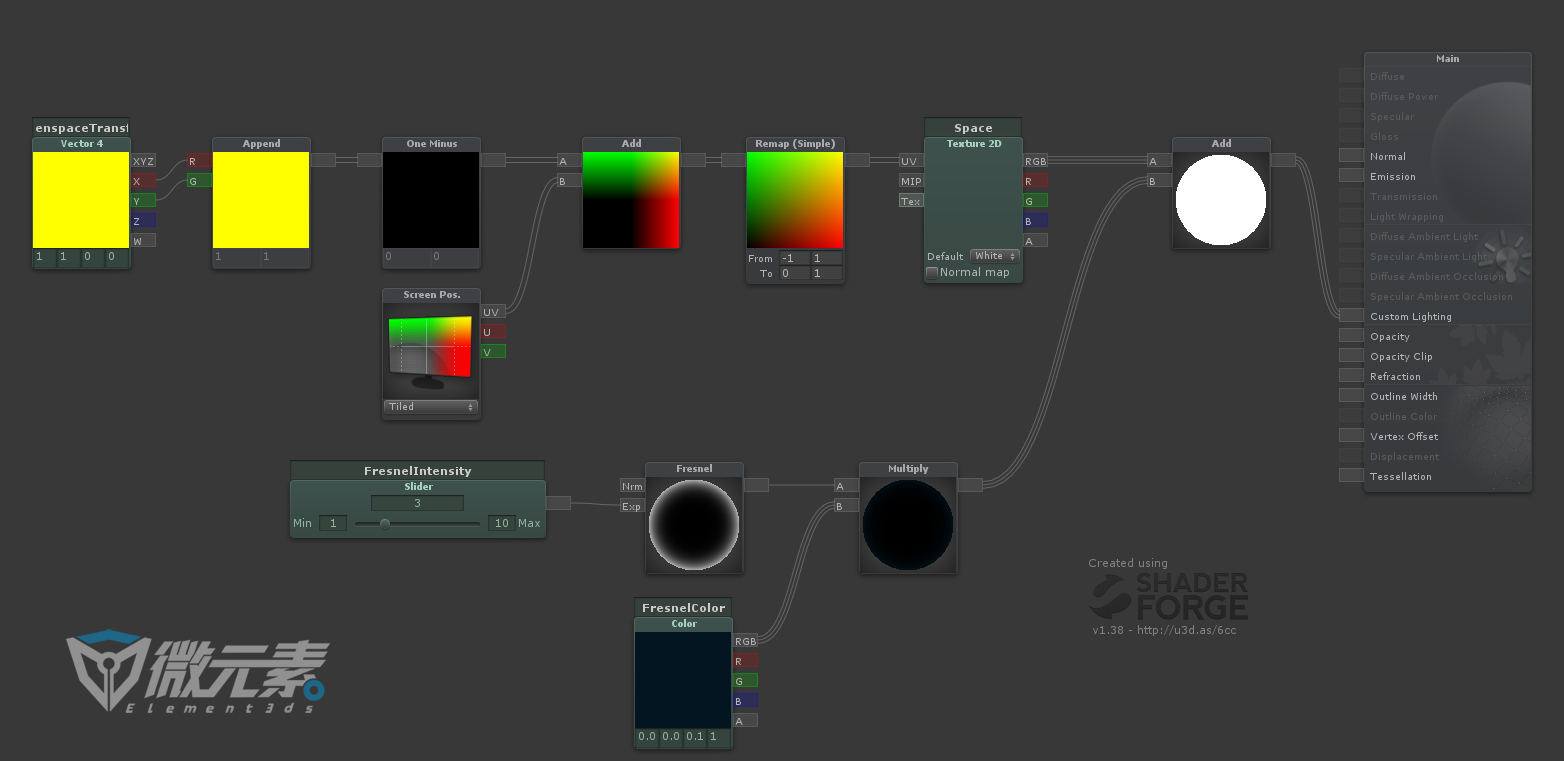 Main
Diffuse
Diffuse Power
Specular
Gloss
Normal
Emission
Transmission
Light Wrapping
Diffuse Ambient Light
Specular Ambient Light
Diffuse Ambient Occlusion
Specular Ambient Occlusion
Custom Lighting
Opacity
Opacity Clip
Refraction
Outline Width
Outline Color
Vertex Offset
Displacement
Tessellation
enspaceTransf
Vector 4
XYZ
X
Y
Z
W
1 1 0 0
Append
R
G
1 1
One Minus
0 0
Screen Pos.
UV
U
V
Tiled
Add
A
B
Remap (Simple)
From -1 1
To 0 1
Space
Texture 2D
UV
MIP
Tex
RGB
R
G
B
A
Default White
Normal map
Add
A
B
FresnelIntensity
Slider
3
Min 1 10 Max
Fresnel
Nrm
Exp
Multiply
A
B
FresnelColor
Color
RGB
R
G
B
A
0.0 0.0 0.1 1
Created using
SHADER
FORGE
v1.38 - http://u3d.as/6cc
微元素
Element3ds